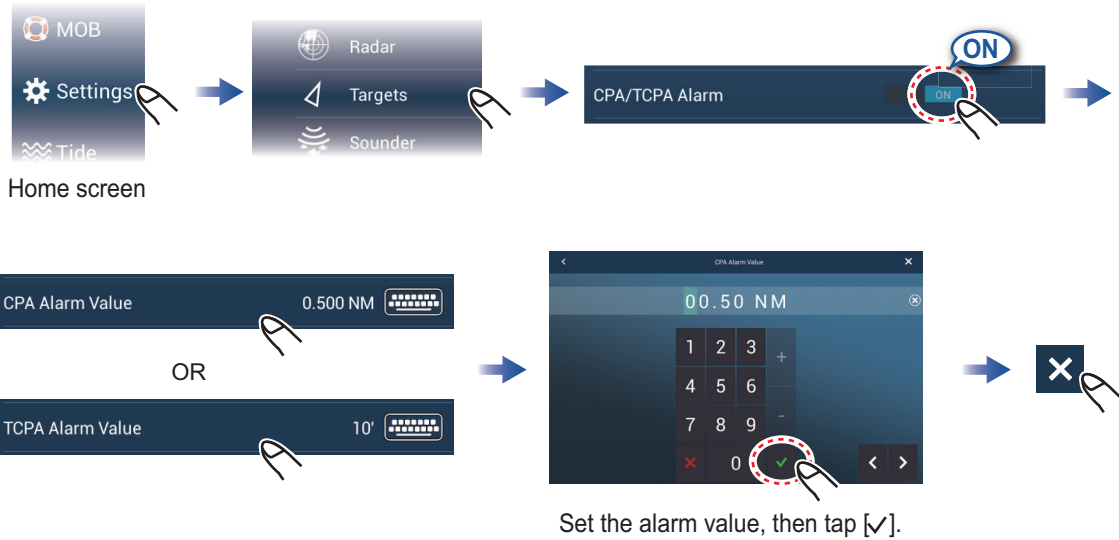 MOB
Settings
Tide
Home screen
Radar
Targets
Sounder
CPA/TCPA Alarm
ON
ON
CPA Alarm Value 0.500 NM
OR
TCPA Alarm Value 10'
CPA Alarm Value
00.50 NM
1 2 3 +
4 5 6
7 8 9 -
0
Set the alarm value, then tap [✓].